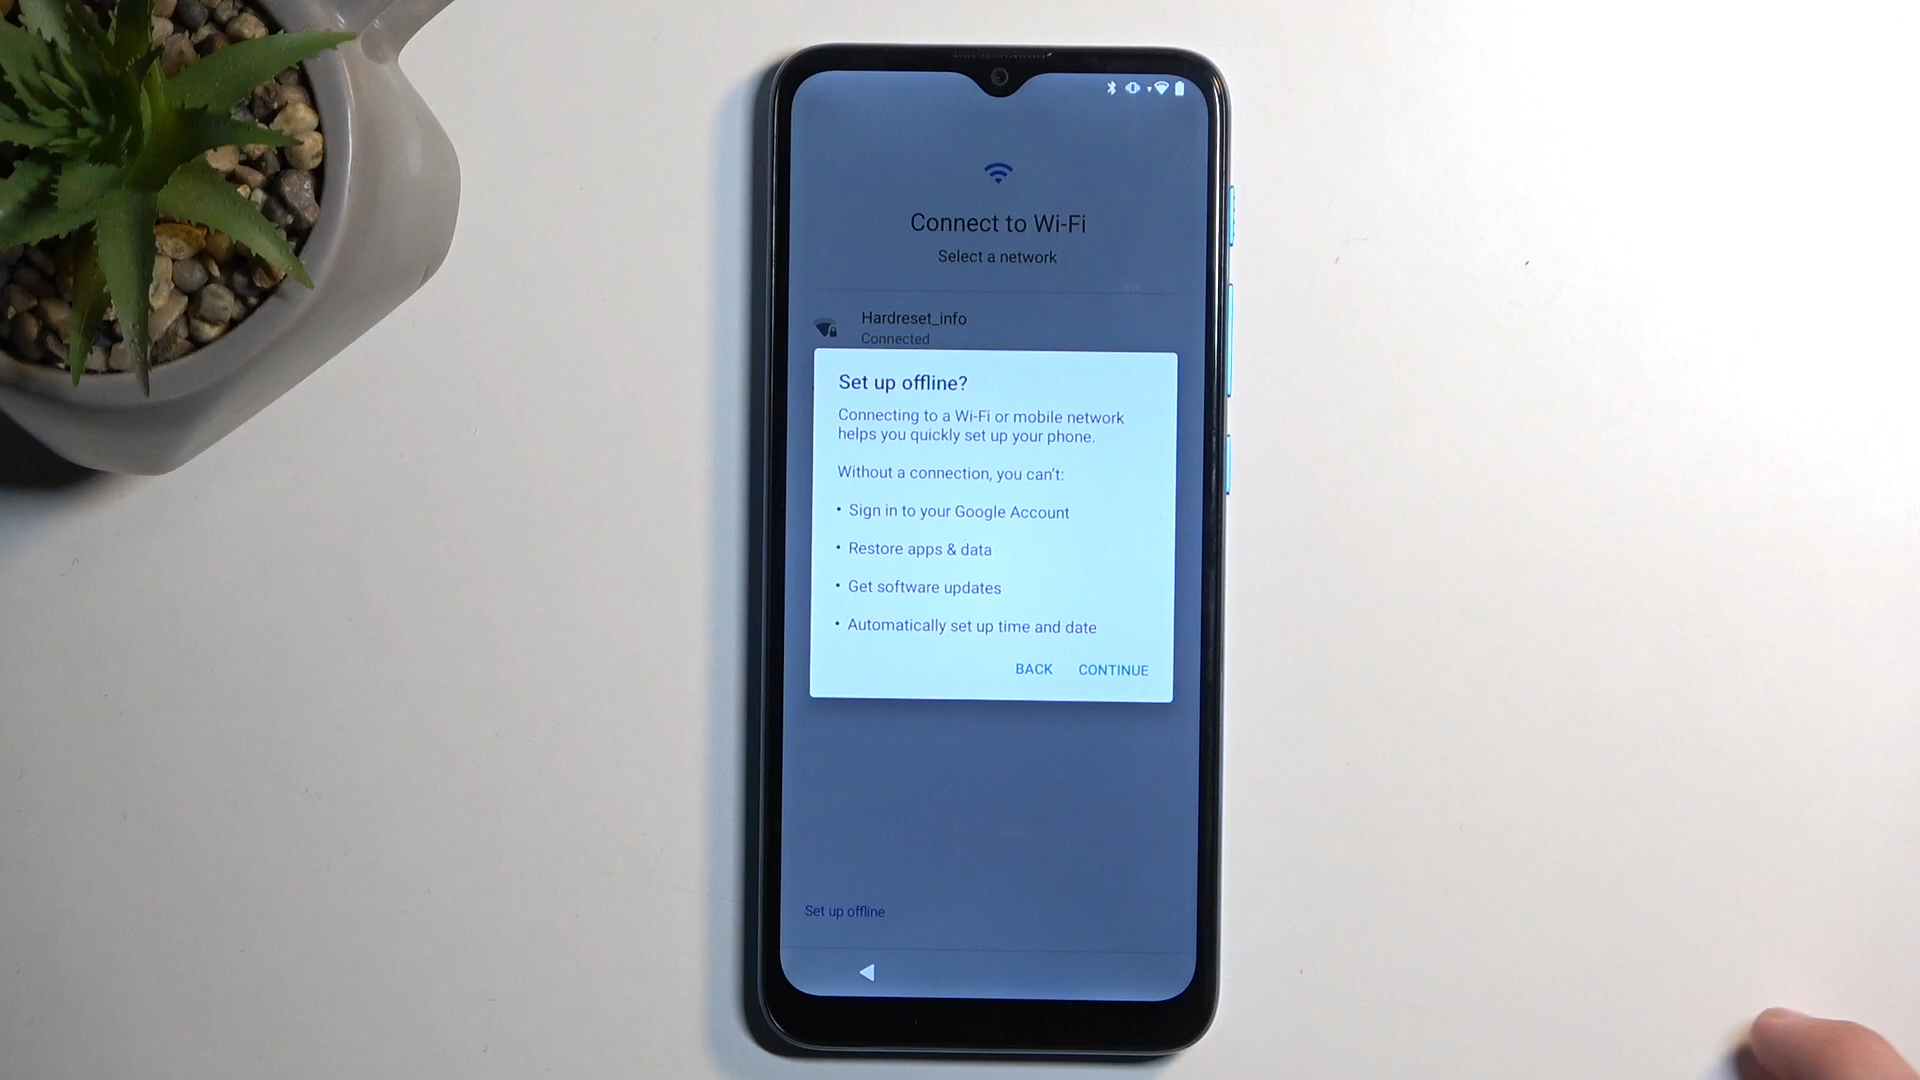 Connect to Wi-Fi
Select a network
Hardreset_info
Connected
Set up offline?
Connecting to a Wi-Fi or mobile network
helps you quickly set up your phone.
Without a connection, you can't:
• Sign in to your Google Account
• Restore apps & data
• Get software updates
• Automatically set up time and date
BACK CONTINUE
Set up offline